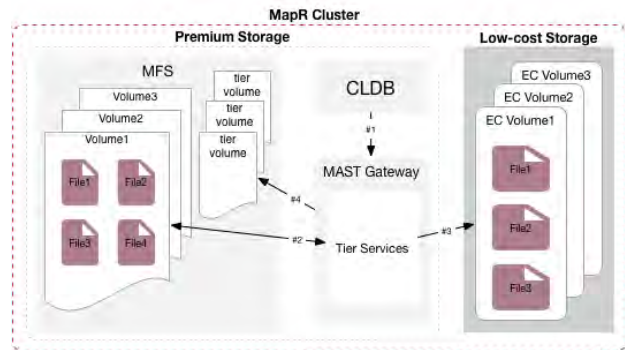 MapR Cluster
Premium Storage
Low-cost Storage
MFS
Volume3
Volume2
Volume1
File1
File2
File3
File4
tier
volume
tier
volume
tier
volume
CLDB
#1
MAST Gateway
#4
#2
Tier Services
#3
EC Volume3
EC Volume2
EC Volume1
File1
File2
File3